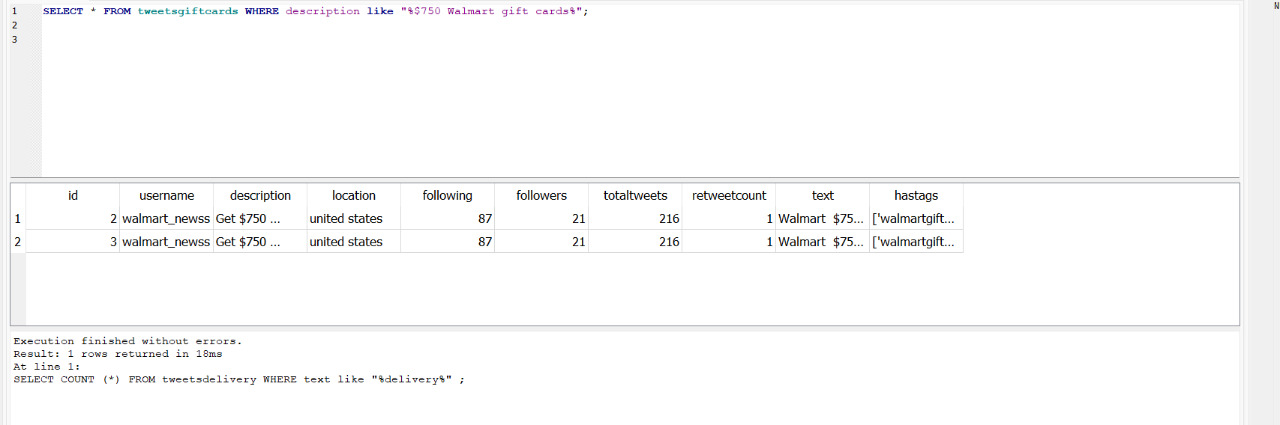 N
1 SELECT * FROM tweetsgiftcards WHERE description like "%$750 Walmart gift cards%";
2
3
id username description location following followers totaltweets retweetcount text hastags
1 2 walmart_newss Get $750 ... united states 87 21 216 1 Walmart $75... ['walmartgift...
2 3 walmart_newss Get $750 ... united states 87 21 216 1 Walmart $75... ['walmartgift...
Execution finished without errors.
Result: 1 rows returned in 18ms
At line 1:
SELECT COUNT (*) FROM tweetsdelivery WHERE text like "%delivery%" ;